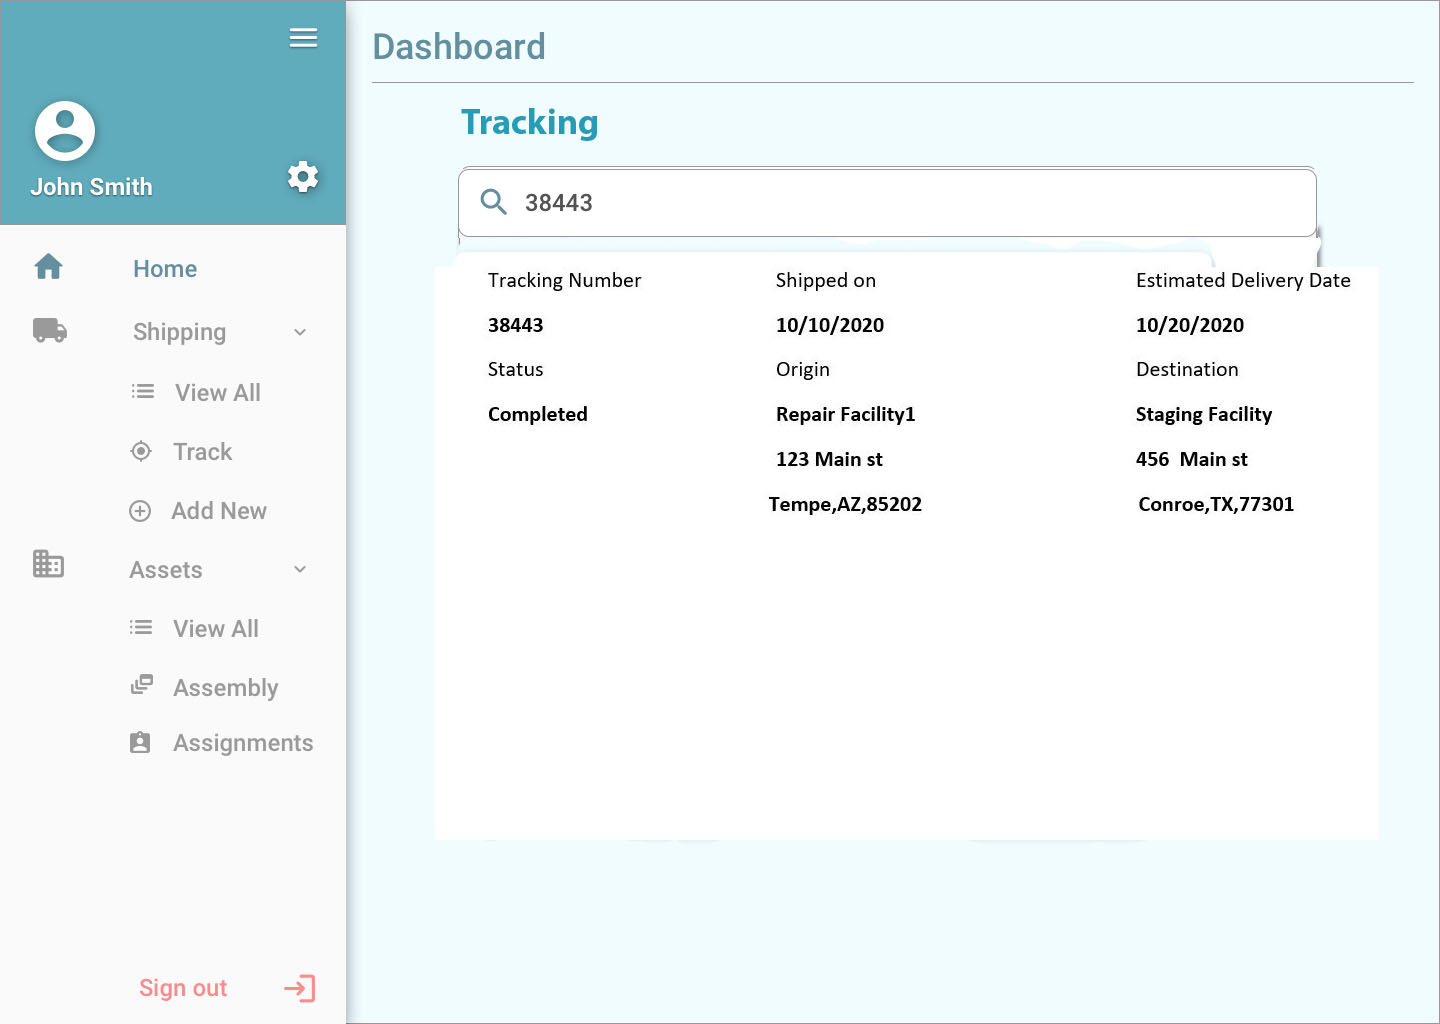 John Smith
Home
Shipping
View All
Track
Add New
Assets
View All
Assembly
Assignments
Sign out
Dashboard
Tracking
38443
Tracking Number Shipped on Estimated Delivery Date
38443 10/10/2020 10/20/2020
Status Origin Destination
Completed Repair Facility1 Staging Facility
123 Main st 456  Main st
Tempe,AZ,85202 Conroe,TX,77301